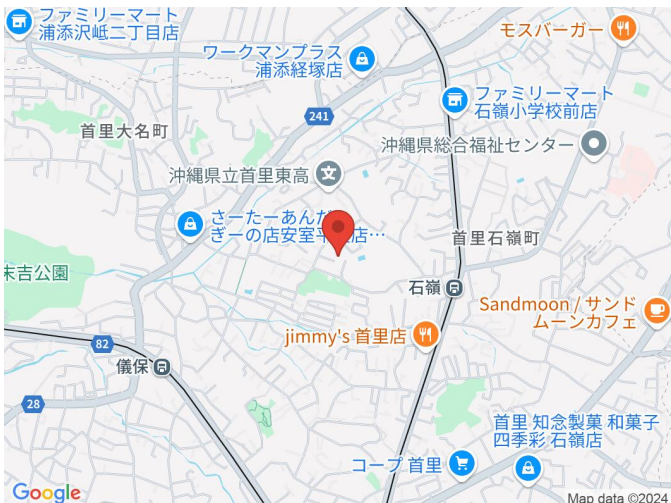 ファミリーマート
浦添沢岻二丁目店
ワークマンプラス
浦添経塚店
モスバーガー
241
ファミリーマート
石嶺小学校前店
首里大名町
沖縄県総合福祉センター
沖縄県立首里東高
さーたーあんだ
ぎーの店安室平
店…
首里石嶺町
末吉公園
石嶺
Sandmoon / サンド
ムーンカフェ
jimmy's 首里店
82
儀保
28
首里 知念製菓 和菓子
四季彩 石嶺店
コープ 首里
Google
Map data ©2024